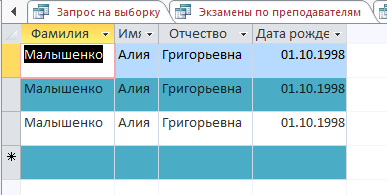 Запрос на выборку Экзамены по преподавателям
Фамилия Имя Отчество Дата рожде
Малышенко Алия Григорьевна 01.10.1998
Малышенко Алия Григорьевна 01.10.1998
Малышенко Алия Григорьевна 01.10.1998
*